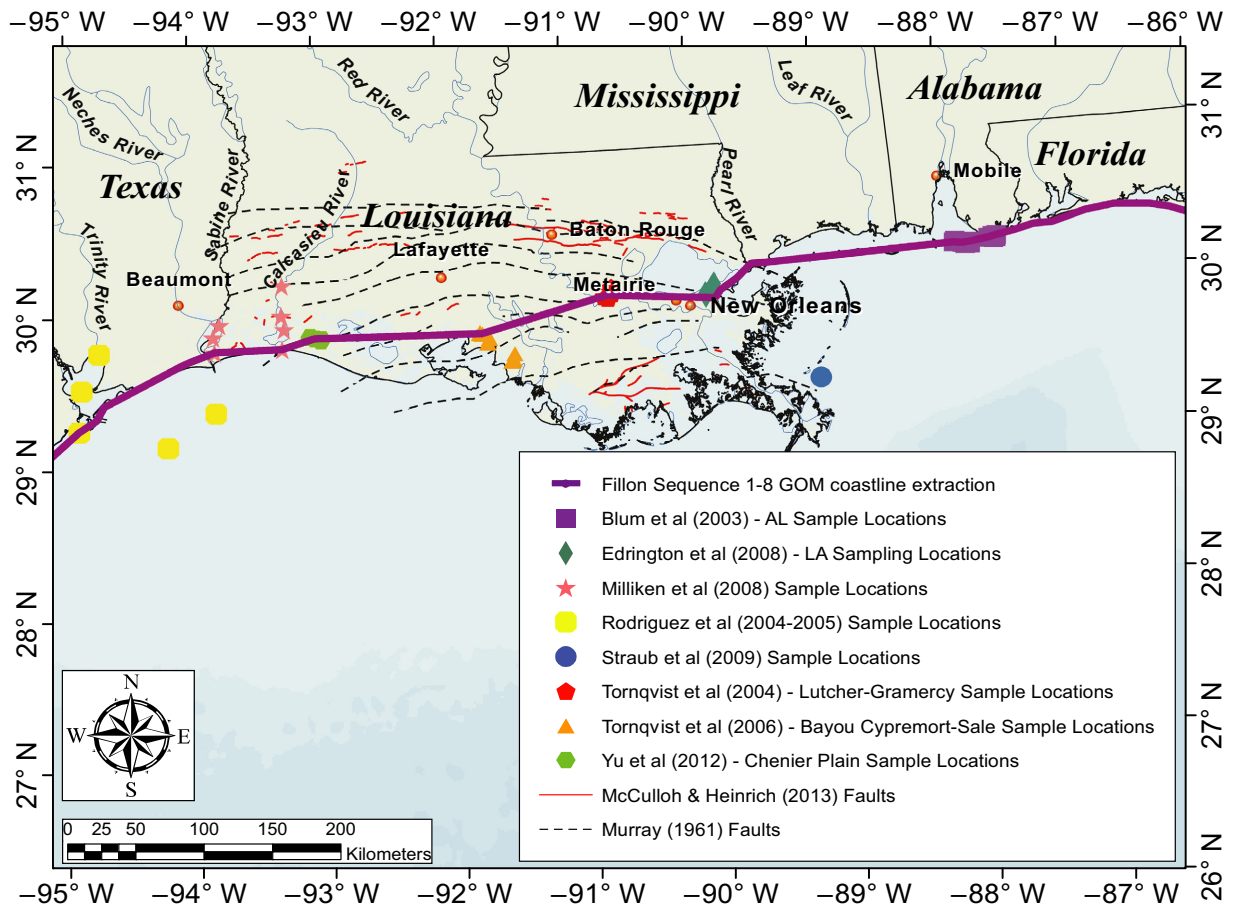 −95° W −94° W −93° W −92° W −91° W −90° W −89° W −88° W −87° W −86° W
31° N
30° N
29° N
28° N
27° N
31° N
30° N
29° N
28° N
27° N
26° N
Neches River
Red River
Mississippi
Leaf River
Alabama
Florida
Texas
Sabine River
Calcasieu River
Pearl River
Mobile
Trinity River
Louisiana
Baton Rouge
Lafayette
Beaumont
Metairie
New Orleans
Fillon Sequence 1-8 GOM coastline extraction
Blum et al (2003) - AL Sample Locations
Edrington et al (2008) - LA Sampling Locations
Milliken et al (2008) Sample Locations
Rodriguez et al (2004-2005) Sample Locations
Straub et al (2009) Sample Locations
Tornqvist et al (2004) - Lutcher-Gramercy Sample Locations
Tornqvist et al (2006) - Bayou Cypremort-Sale Sample Locations
Yu et al (2012) - Chenier Plain Sample Locations
McCulloh & Heinrich (2013) Faults
Murray (1961) Faults
N
W E
S
0 25 50 100 150 200
Kilometers
−95° W −94° W −93° W −92° W −91° W −90° W −89° W −88° W −87° W